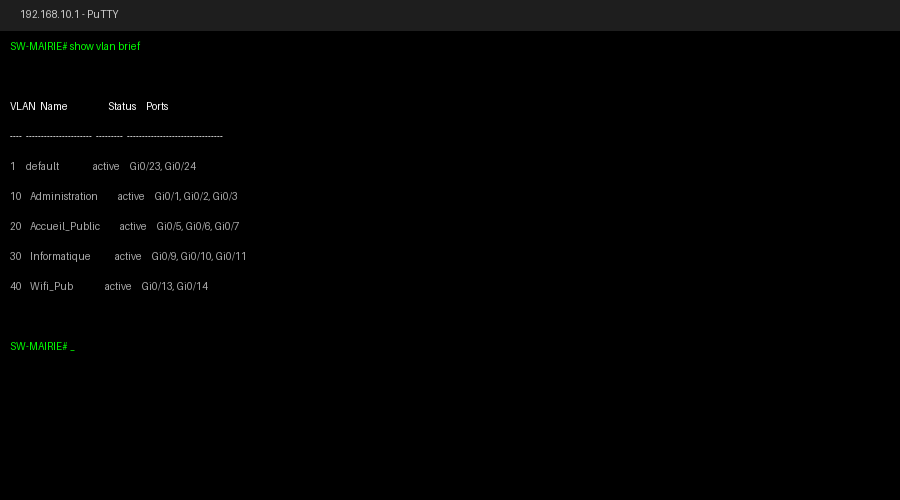 192.168.10.1 - PuTTY
SW-MAIRIE# show vlan brief
VLAN Name Status Ports
---- ---------------------- --------- --------------------------------
1 default active Gi0/23, Gi0/24
10 Administration active Gi0/1, Gi0/2, Gi0/3
20 Accueil_Public active Gi0/5, Gi0/6, Gi0/7
30 Informatique active Gi0/9, Gi0/10, Gi0/11
40 Wifi_Pub active Gi0/13, Gi0/14
SW-MAIRIE# _